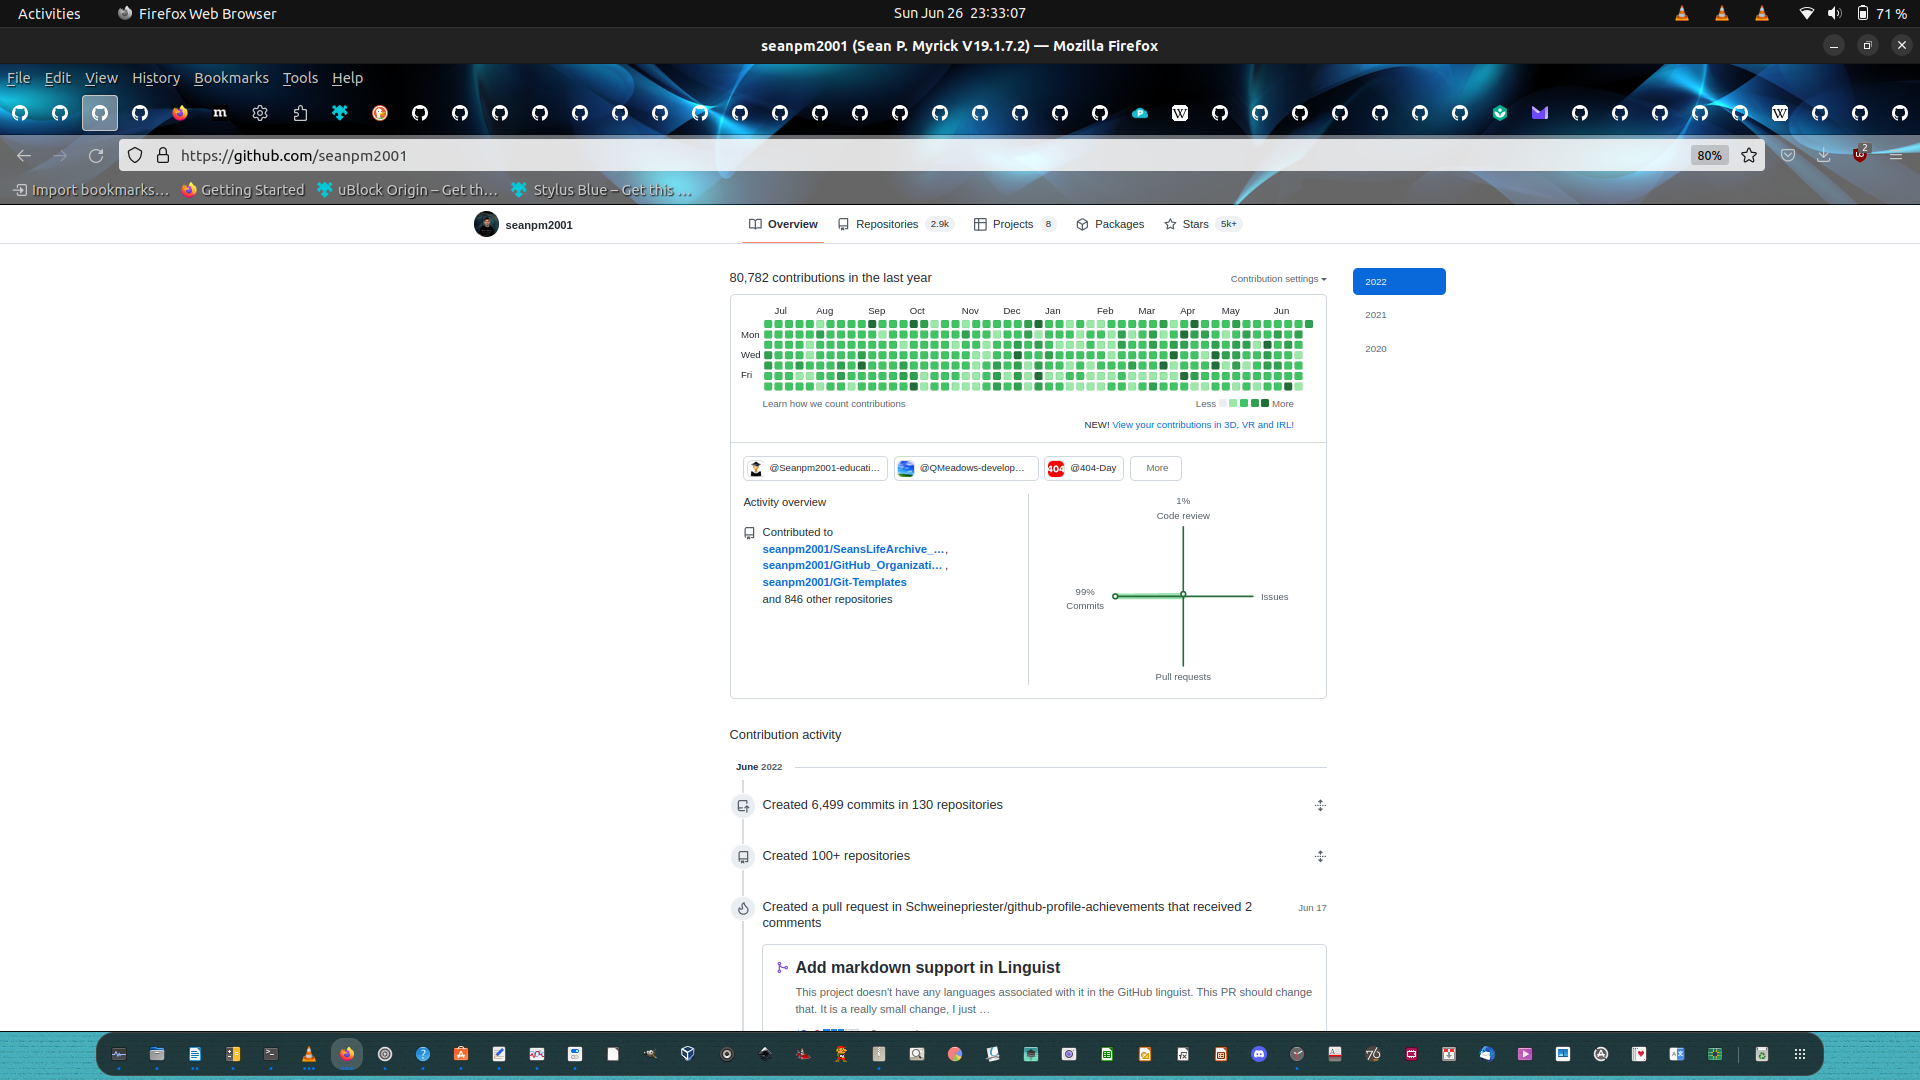 Activities Firefox Web Browser Sun Jun 26 23:33:07 71 %
seanpm2001 (Sean P. Myrick V19.1.7.2) — Mozilla Firefox
File Edit View History Bookmarks Tools Help
https://github.com/seanpm2001 80% 2
Import bookmarks… Getting Started uBlock Origin – Get th… Stylus Blue – Get this …
seanpm2001 Overview Repositories 2.9k Projects 8 Packages Stars 5k+
80,782 contributions in the last year Contribution settings 2022
Jul Aug Sep Oct Nov Dec Jan Feb Mar Apr May Jun
2021
Mon
2020
Wed
Fri
Learn how we count contributions Less More
NEW! View your contributions in 3D, VR and IRL!
@Seanpm2001-educati… @QMeadows-develop… 404 @404-Day More
Activity overview
1%
Code review
Contributed to
seanpm2001/SeansLifeArchive_…,
seanpm2001/GitHub_Organizati… ,
seanpm2001/Git-Templates
and 846 other repositories
99%
Commits
Issues
Pull requests
Contribution activity
June 2022
Created 6,499 commits in 130 repositories
Created 100+ repositories
Created a pull request in Schweinepriester/github-profile-achievements that received 2 Jun 17
comments
Add markdown support in Linguist
This project doesn't have any languages associated with it in the GitHub linguist. This PR should change
that. It is a really small change, I just …